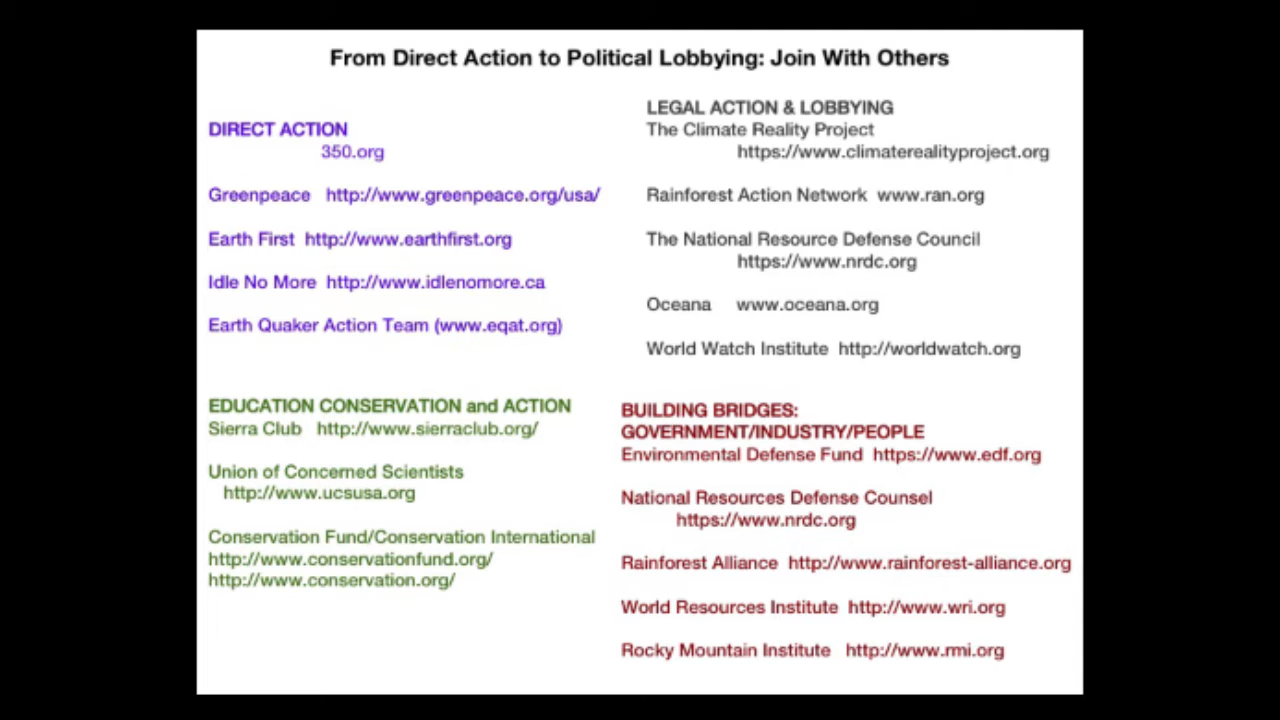 From Direct Action to Political Lobbying: Join With Others
DIRECT ACTION
350.org
Greenpeace http://www.greenpeace.org/usa/
Earth First http://www.earthfirst.org
Idle No More http://www.idlenomore.ca
Earth Quaker Action Team (www.eqat.org)
LEGAL ACTION & LOBBYING
The Climate Reality Project
https://www.climaterealityproject.org
Rainforest Action Network www.ran.org
The National Resource Defense Council
https://www.nrdc.org
Oceana www.oceana.org
World Watch Institute http://worldwatch.org
EDUCATION CONSERVATION and ACTION
Sierra Club http://www.sierraclub.org/
Union of Concerned Scientists
http://www.ucsusa.org
Conservation Fund/Conservation International
http://www.conservationfund.org/
http://www.conservation.org/
BUILDING BRIDGES:
GOVERNMENT/INDUSTRY/PEOPLE
Environmental Defense Fund https://www.edf.org
National Resources Defense Counsel
https://www.nrdc.org
Rainforest Alliance http://www.rainforest-alliance.org
World Resources Institute http://www.wri.org
Rocky Mountain Institute http://www.rmi.org